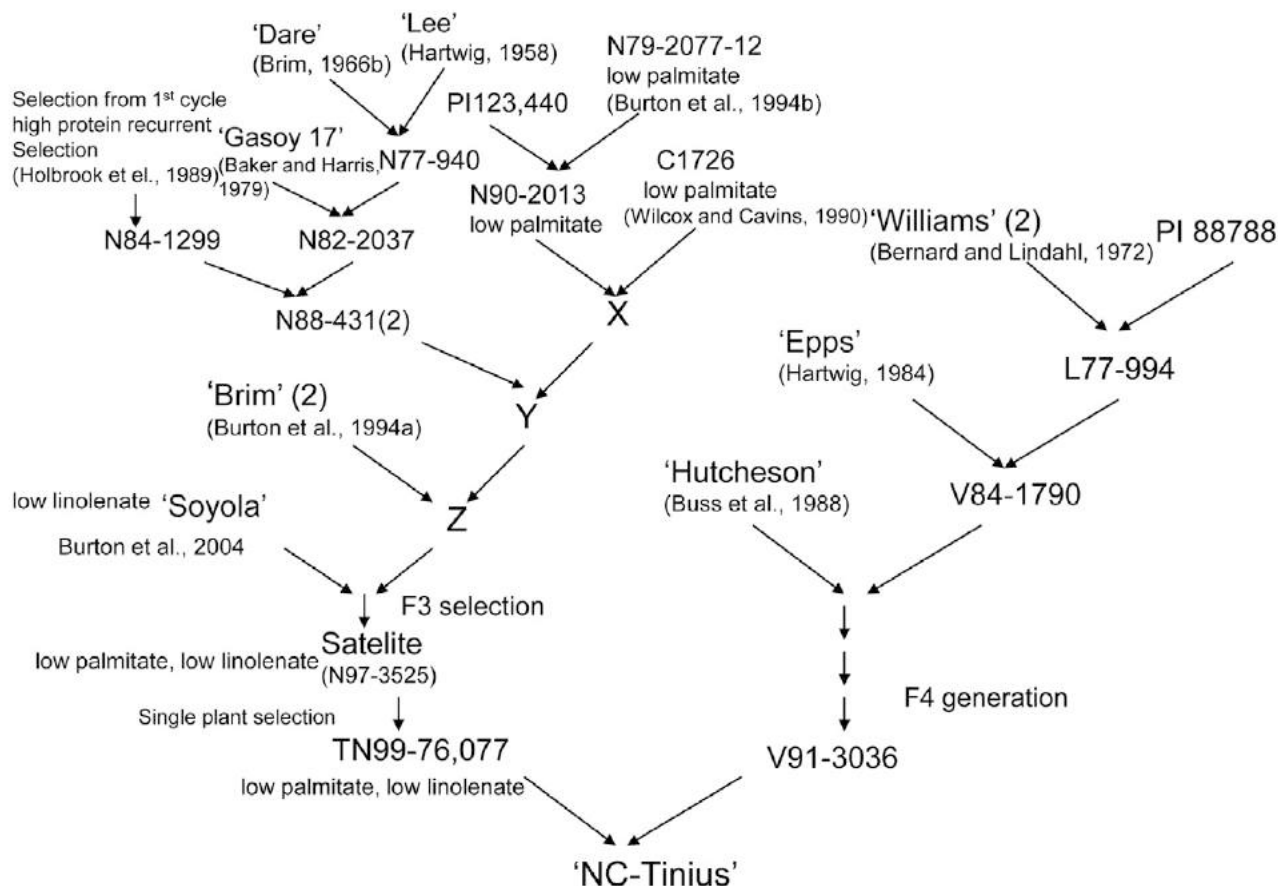 ‘Dare’
(Brim, 1966b)
‘Lee’
(Hartwig, 1958)
N79-2077-12
low palmitate
(Burton et al., 1994b)
Selection from 1st cycle
high protein recurrent
Selection
(Holbrook et el., 1989)
PI123,440
‘Gasoy 17’
(Baker and Harris,
1979)
N77-940
C1726
low palmitate
(Wilcox and Cavins, 1990)
N90-2013
low palmitate
‘Williams’ (2)
(Bernard and Lindahl, 1972)
PI 88788
N84-1299
N82-2037
N88-431(2)
X
‘Epps’
(Hartwig, 1984)
L77-994
‘Brim’ (2)
(Burton et al., 1994a)
Y
‘Hutcheson’
(Buss et al., 1988)
V84-1790
low linolenate ‘Soyola’
Burton et al., 2004
Z
F3 selection
Satelite
low palmitate, low linolenate
(N97-3525)
F4 generation
Single plant selection
TN99-76,077
low palmitate, low linolenate
V91-3036
‘NC-Tinius’